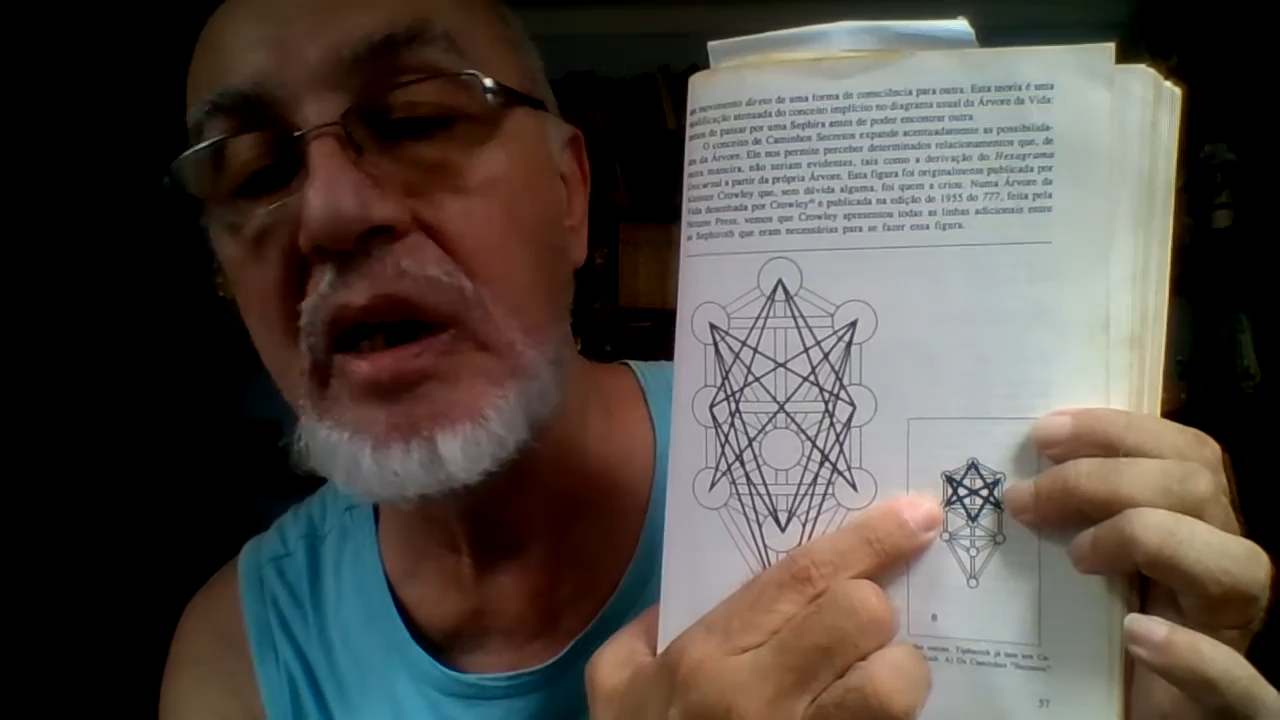 movimento direto de uma forma de consciência para outra. Esta teoria é uma
atenuada do conceito implícito no diagrama usual da Árvore da Vida:
de passar por uma Sephira antes de poder encontrar outra.
O conceito de Caminhos Secretos expande acentuadamente as possibilida-
da Árvore. Ele nos permite perceber determinados relacionamentos que, de
outra maneira, não seriam evidentes, tais como a derivação do Hexagrama
Unicursal a partir da própria Árvore. Esta figura foi originalmente publicada por
Aleister Crowley que, sem dúvida alguma, foi quem a criou. Numa Árvore da
Vida desenhada por Crowley e publicada na edição de 1955 do 777, feita pela
Neptune Press, vemos que Crowley apresentou todas as linhas adicionais entre
as Sephiroth que eram necessárias para se fazer essa figura.
B
Tiphareth já tem um Ca-
A) Os Caminhos "Secretos"
57